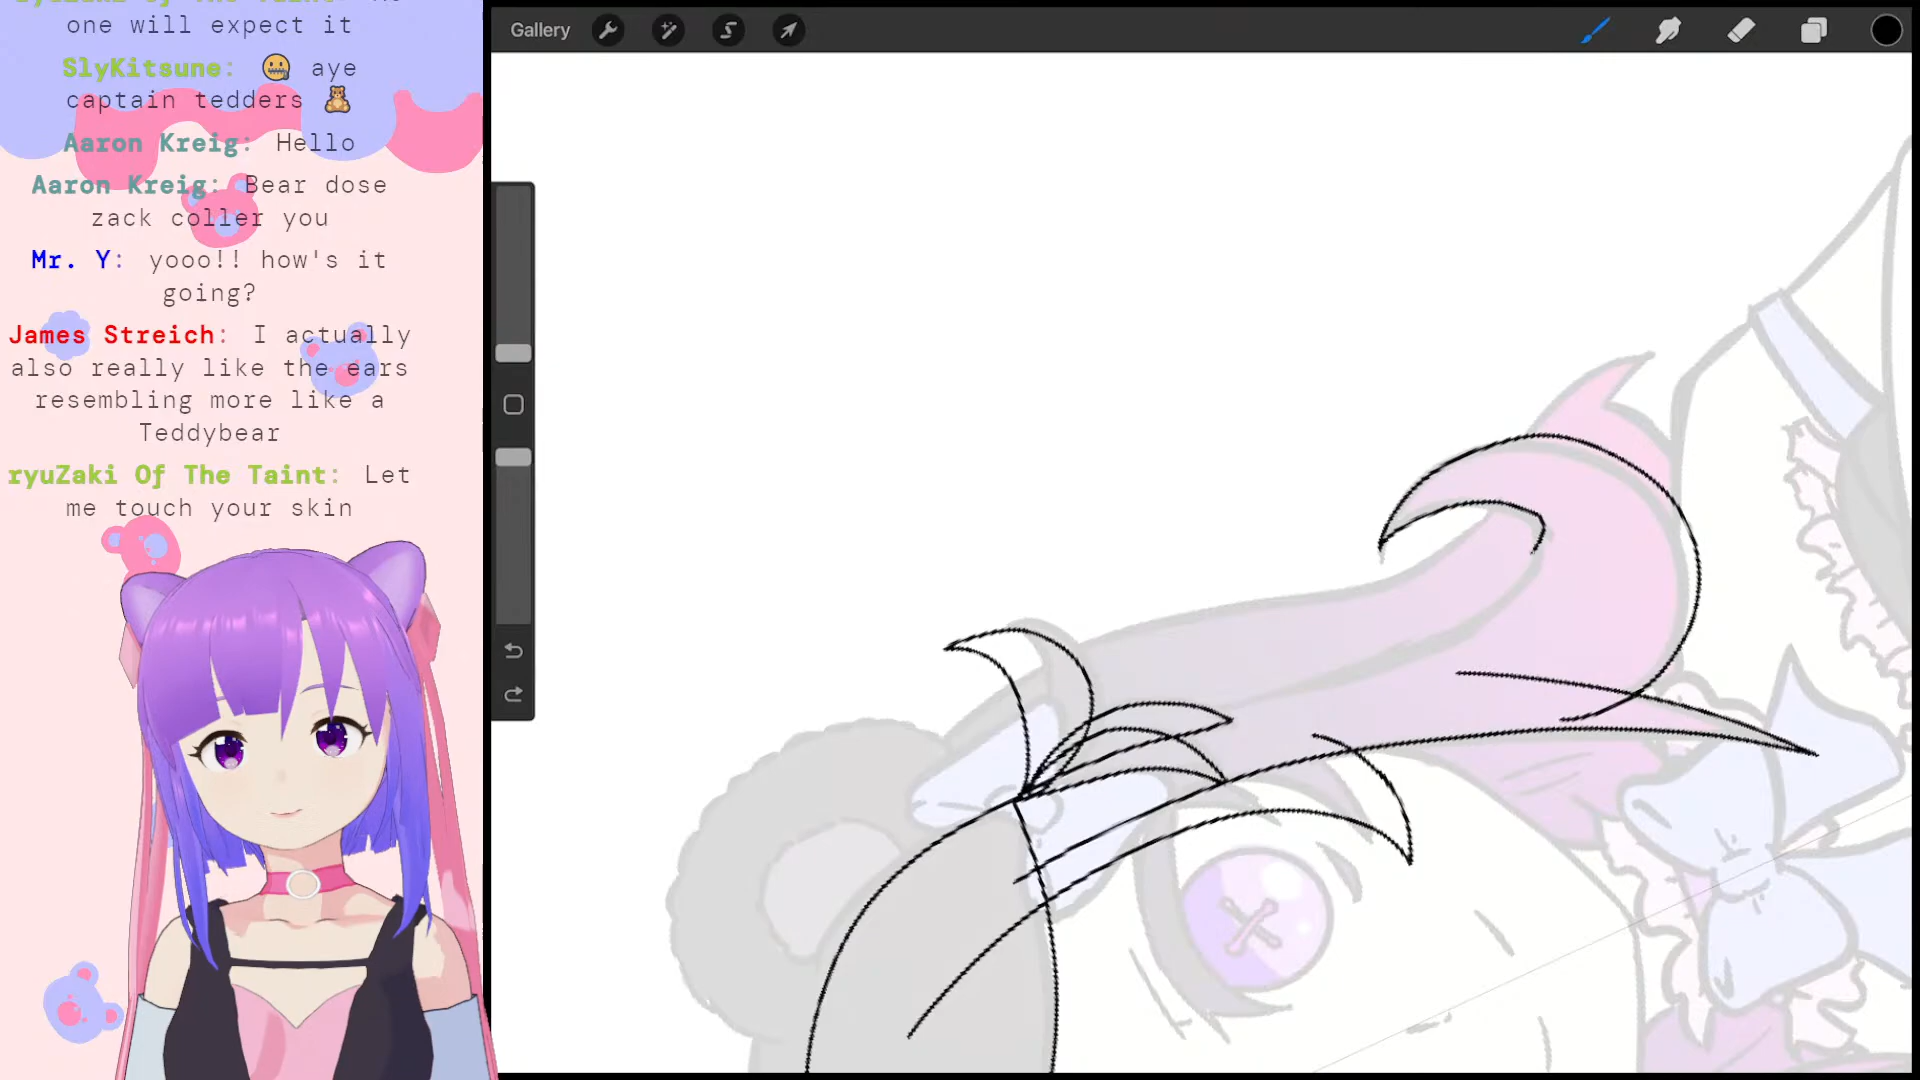 one will expect it
SlyKitsune: 🤐 aye
captain tedders 🧸
Aaron Kreig: Hello
Aaron Kreig: Bear dose
zack coller you
Mr. Y: yooo!! how's it
going?
James Streich: I actually
also really like the ears
resembling more like a
Teddybear
ryuZaki Of The Taint: Let
me touch your skin
Gallery